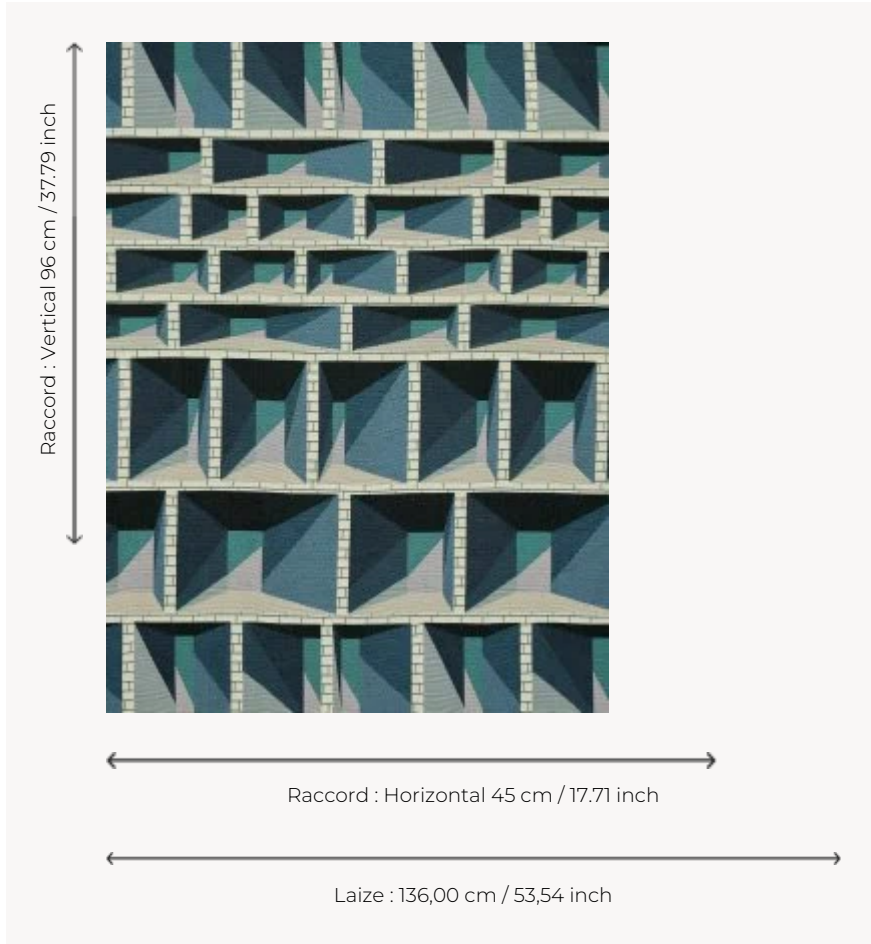 Raccord : Vertical 96 cm / 37.79 inch
Raccord : Horizontal 45 cm / 17.71 inch
Laize : 136,00 cm / 53,54 inch